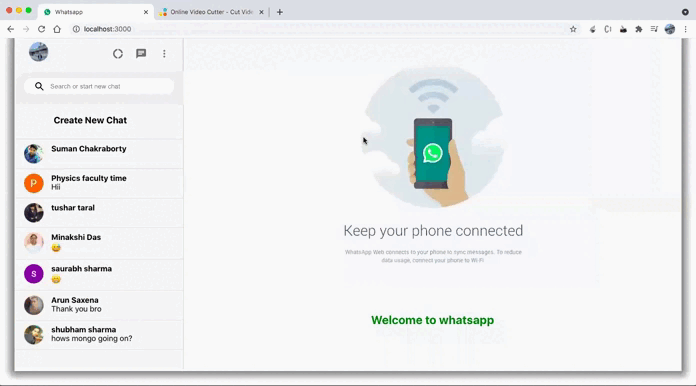 Whatsapp
Online Video Cutter - Cut Vide
localhost:3000
Search or start new chat
Create New Chat
Suman Chakraborty
P
Physics faculty time
Hii
tushar taral
Minakshi Das
😅
S
saurabh sharma
😄
Arun Saxena
Thank you bro
shubham sharma
hows mongo going on?
Keep your phone connected
WhatsApp Web connects to your phone to sync messages. To reduce
data usage, connect your phone to Wi-Fi
Welcome to whatsapp